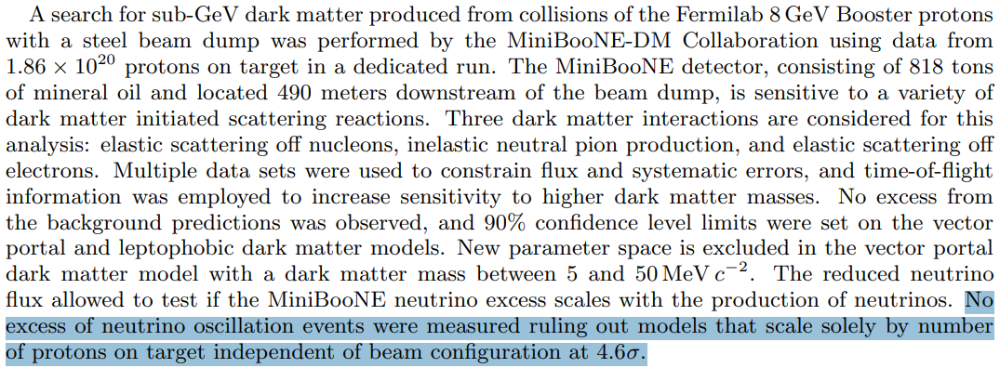 A search for sub-GeV dark matter produced from collisions of the Fermilab 8 GeV Booster protons
with a steel beam dump was performed by the MiniBooNE-DM Collaboration using data from
1.86 × 10²⁰ protons on target in a dedicated run. The MiniBooNE detector, consisting of 818 tons
of mineral oil and located 490 meters downstream of the beam dump, is sensitive to a variety of
dark matter initiated scattering reactions. Three dark matter interactions are considered for this
analysis: elastic scattering off nucleons, inelastic neutral pion production, and elastic scattering off
electrons. Multiple data sets were used to constrain flux and systematic errors, and time-of-flight
information was employed to increase sensitivity to higher dark matter masses. No excess from
the background predictions was observed, and 90% confidence level limits were set on the vector
portal and leptophobic dark matter models. New parameter space is excluded in the vector portal
dark matter model with a dark matter mass between 5 and 50 MeV c⁻². The reduced neutrino
flux allowed to test if the MiniBooNE neutrino excess scales with the production of neutrinos. No
excess of neutrino oscillation events were measured ruling out models that scale solely by number
of protons on target independent of beam configuration at 4.6σ.